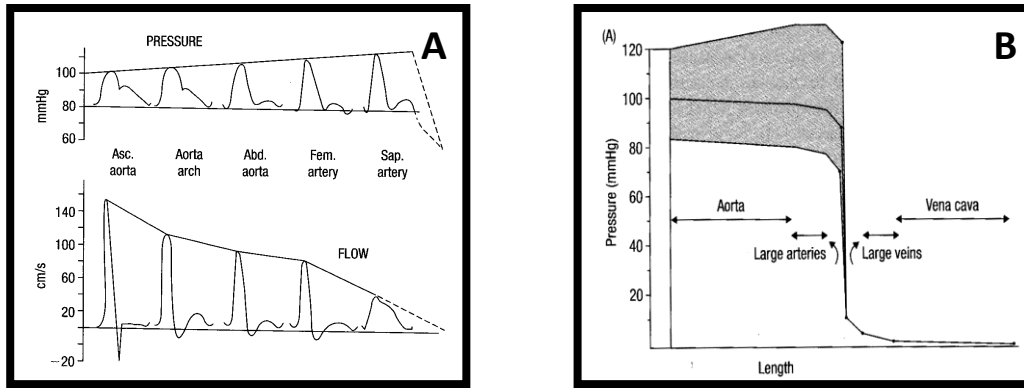 A
PRESSURE
100
80
60
mmHg
Asc. aorta
Aorta arch
Abd. aorta
Fem. artery
Sap. artery
140
100
60
20
−20
cm/s
FLOW
B
(A)
120
100
80
60
40
20
Pressure (mmHg)
Aorta
Vena cava
Large arteries
Large veins
Length